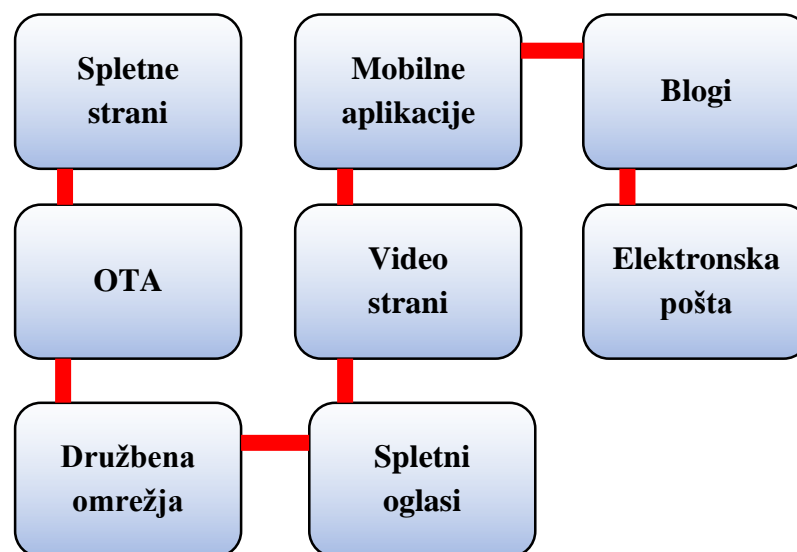 Spletne
strani
OTA
Družbena
omrežja
Spletni
oglasi
Video
strani
Mobilne
aplikacije
Blogi
Elektronska
pošta